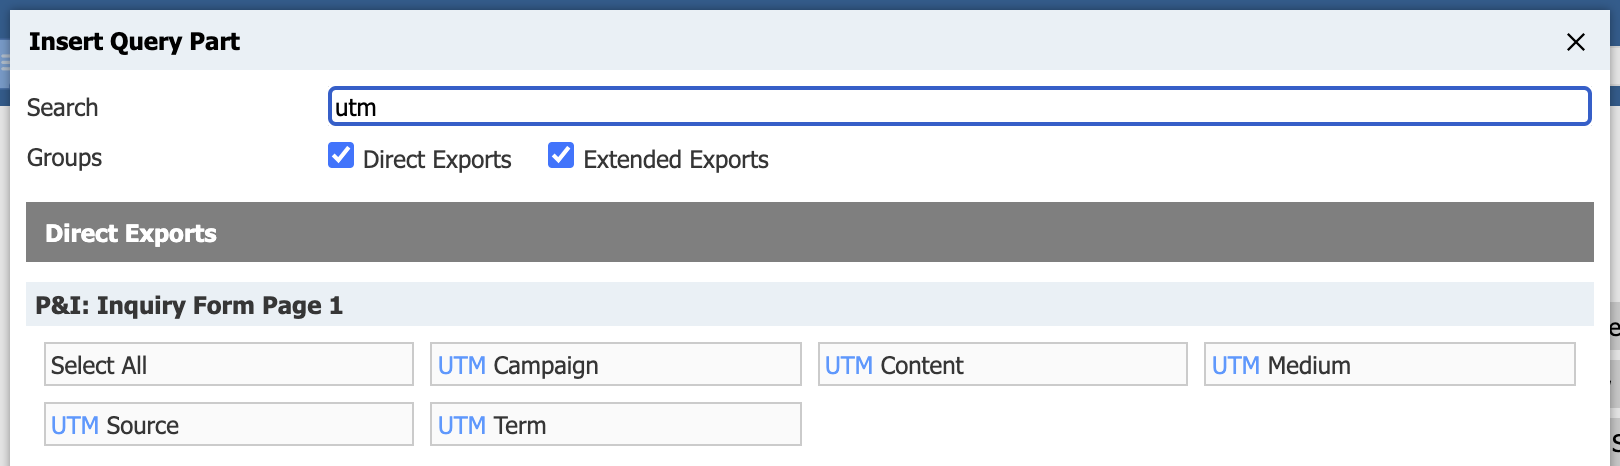 Insert Query Part
Search utm
Groups Direct Exports Extended Exports
Direct Exports
P&I: Inquiry Form Page 1
Select All UTM Campaign UTM Content UTM Medium
UTM Source UTM Term